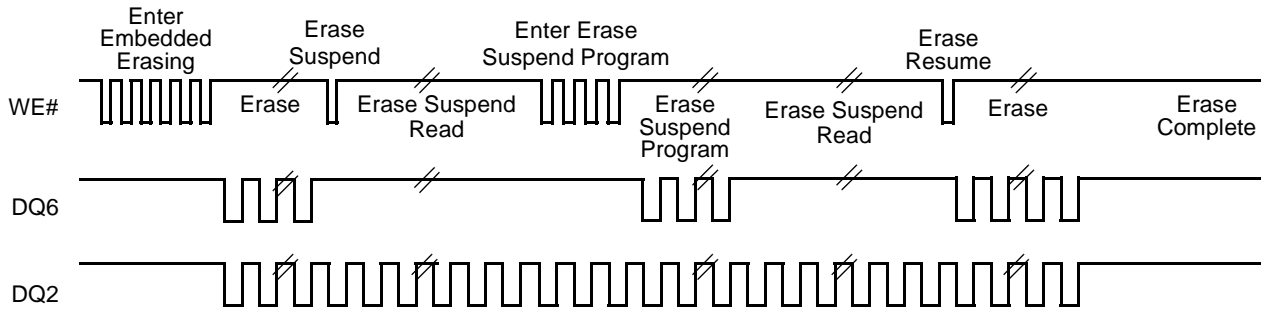 Enter
Embedded
Erasing
Erase
Suspend
Enter Erase
Suspend Program
Erase
Resume
WE#
Erase
Erase Suspend
Read
Erase
Suspend
Program
Erase Suspend
Read
Erase
Erase
Complete
DQ6
DQ2